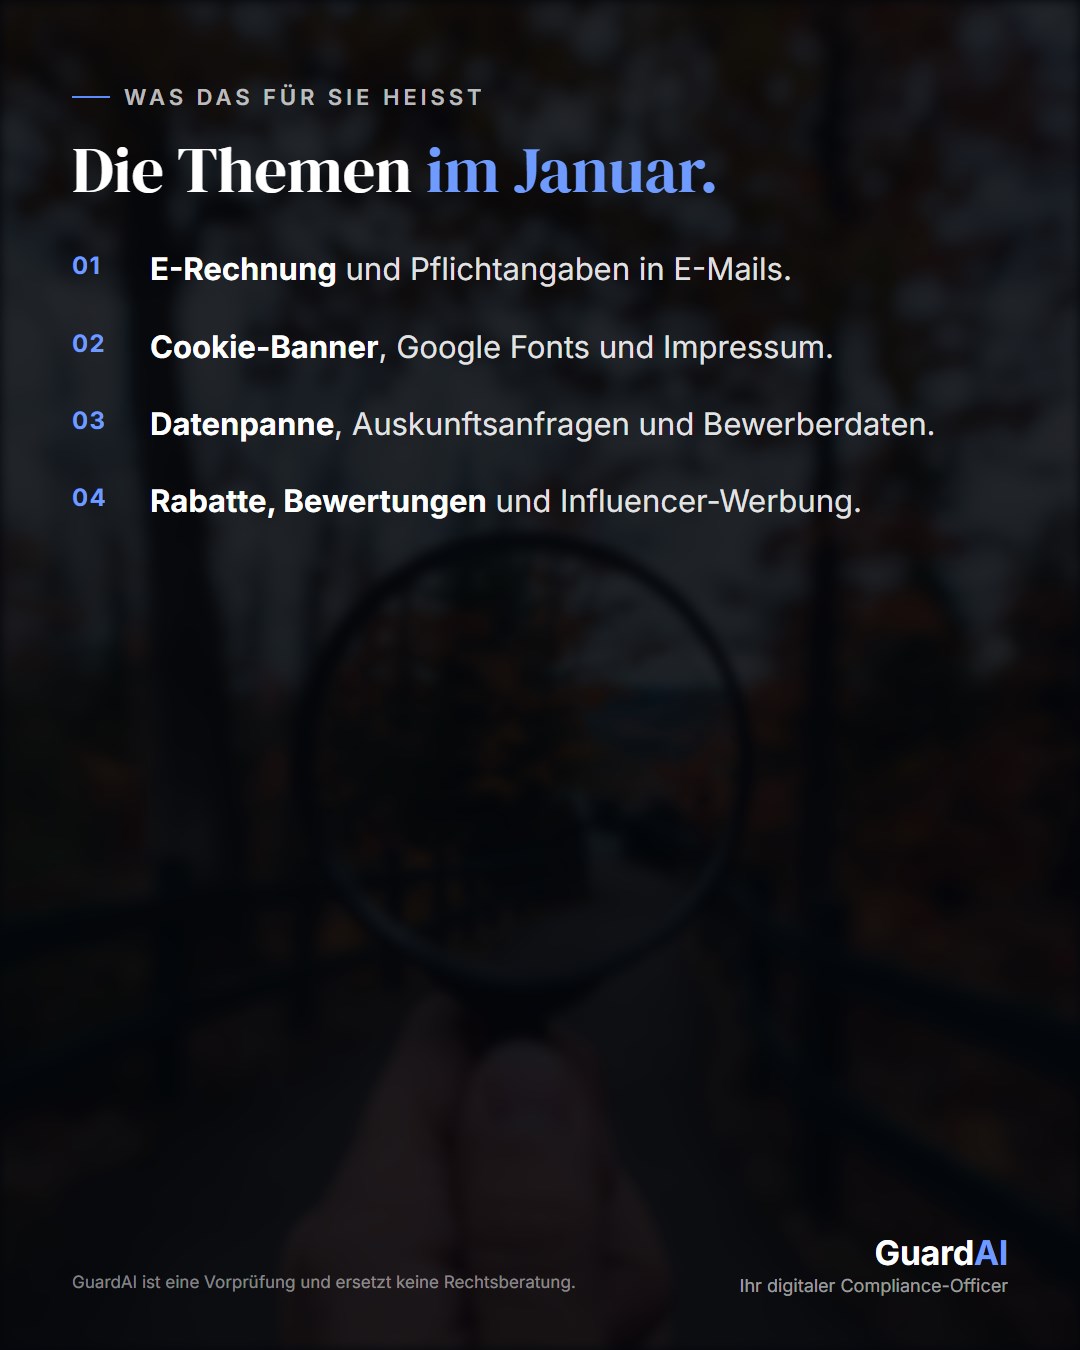 WAS DAS FÜR SIE HEISST
Die Themen im Januar.
01 E-Rechnung und Pflichtangaben in E-Mails.
02 Cookie-Banner, Google Fonts und Impressum.
03 Datenpanne, Auskunftsanfragen und Bewerberdaten.
04 Rabatte, Bewertungen und Influencer-Werbung.
GuardAI
GuardAI ist eine Vorprüfung und ersetzt keine Rechtsberatung.
Ihr digitaler Compliance-Officer